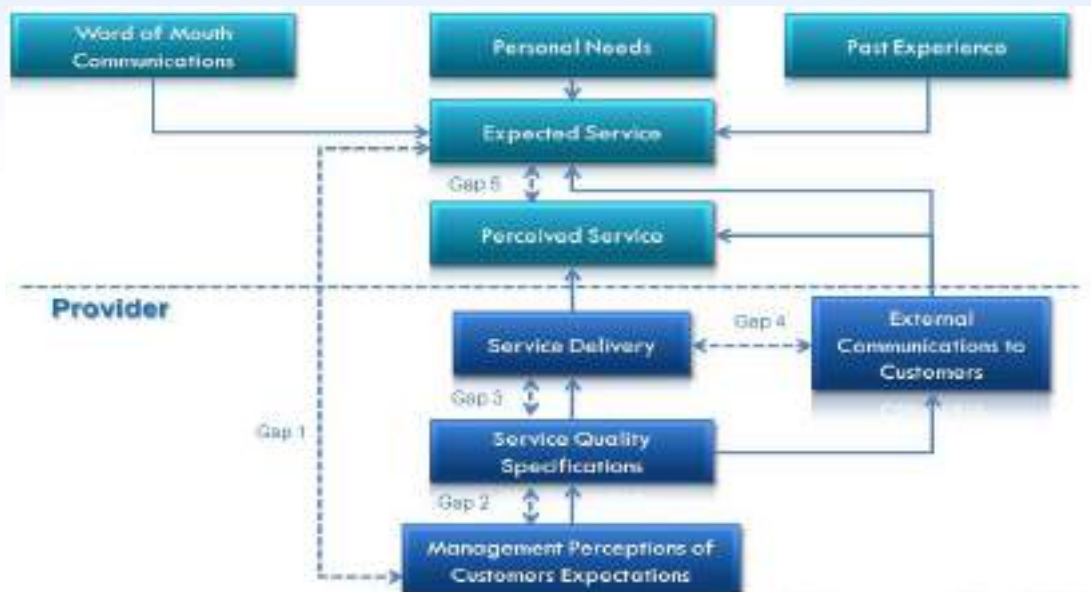 Word of Mouth
Communications
Personal Needs
Past Experience
Expected Service
Gap 5
Perceived Service
Provider
Service Delivery
Gap 4
External
Communications to
Customers
Gap 3
Gap 1
Service Quality
Specifications
Gap 2
Management Perceptions of
Customers Expectations